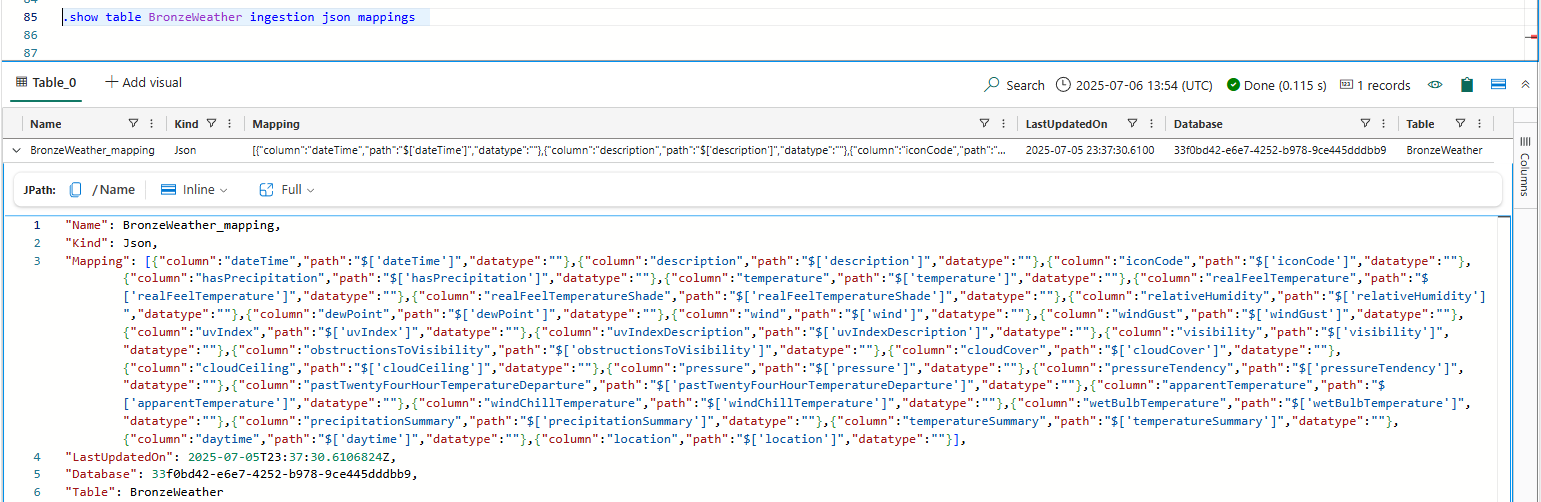 84
85 .show table BronzeWeather ingestion json mappings
86
87
Table_0 + Add visual Search 2025-07-06 13:54 (UTC) Done (0.115 s) 1 records
Name Kind Mapping LastUpdatedOn Database Table
BronzeWeather_mapping Json [{"column":"dateTime","path":"$['dateTime']","datatype":""},{"column":"description","path":"$['description']","datatype":""},{"column":"iconCode","path":"... 2025-07-05 23:37:30.6100 33f0bd42-e6e7-4252-b978-9ce445dddbb9 BronzeWeather
Columns
JPath: /Name Inline Full
1 "Name": BronzeWeather_mapping,
2 "Kind": Json,
3 "Mapping": [{"column":"dateTime","path":"$['dateTime']","datatype":""},{"column":"description","path":"$['description']","datatype":""},{"column":"iconCode","path":"$['iconCode']","datatype":""},
{"column":"hasPrecipitation","path":"$['hasPrecipitation']","datatype":""},{"column":"temperature","path":"$['temperature']","datatype":""},{"column":"realFeelTemperature","path":"$
['realFeelTemperature']","datatype":""},{"column":"realFeelTemperatureShade","path":"$['realFeelTemperatureShade']","datatype":""},{"column":"relativeHumidity","path":"$['relativeHumidity']
","datatype":""},{"column":"dewPoint","path":"$['dewPoint']","datatype":""},{"column":"wind","path":"$['wind']","datatype":""},{"column":"windGust","path":"$['windGust']","datatype":""},
{"column":"uvIndex","path":"$['uvIndex']","datatype":""},{"column":"uvIndexDescription","path":"$['uvIndexDescription']","datatype":""},{"column":"visibility","path":"$['visibility']",
"datatype":""},{"column":"obstructionsToVisibility","path":"$['obstructionsToVisibility']","datatype":""},{"column":"cloudCover","path":"$['cloudCover']","datatype":""},
{"column":"cloudCeiling","path":"$['cloudCeiling']","datatype":""},{"column":"pressure","path":"$['pressure']","datatype":""},{"column":"pressureTendency","path":"$['pressureTendency']",
"datatype":""},{"column":"pastTwentyFourHourTemperatureDeparture","path":"$['pastTwentyFourHourTemperatureDeparture']","datatype":""},{"column":"apparentTemperature","path":"$
['apparentTemperature']","datatype":""},{"column":"windChillTemperature","path":"$['windChillTemperature']","datatype":""},{"column":"wetBulbTemperature","path":"$['wetBulbTemperature']",
"datatype":""},{"column":"precipitationSummary","path":"$['precipitationSummary']","datatype":""},{"column":"temperatureSummary","path":"$['temperatureSummary']","datatype":""},
{"column":"daytime","path":"$['daytime']","datatype":""},{"column":"location","path":"$['location']","datatype":""}],
4 "LastUpdatedOn": 2025-07-05T23:37:30.6106824Z,
5 "Database": 33f0bd42-e6e7-4252-b978-9ce445dddbb9,
6 "Table": BronzeWeather